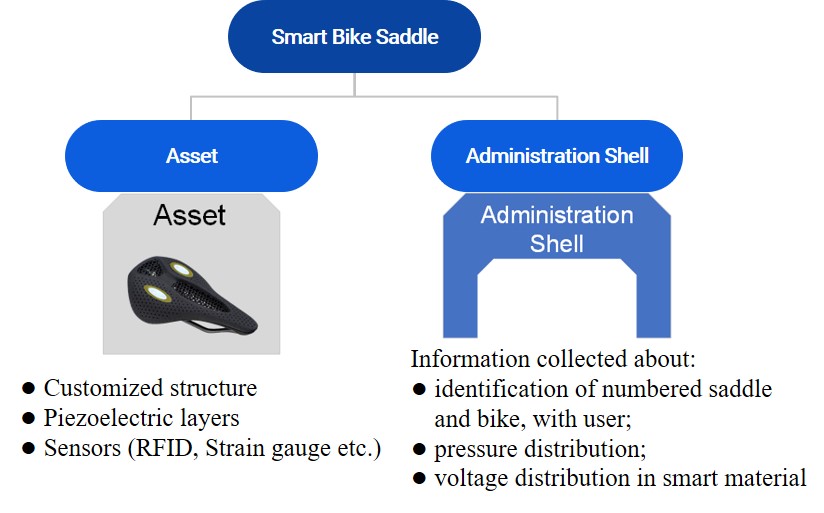 Smart Bike Saddle
Asset
Administration Shell
Asset
Administration
Shell
● Customized structure
● Piezoelectric layers
● Sensors (RFID, Strain gauge etc.)
Information collected about:
● identification of numbered saddle
and bike, with user;
● pressure distribution;
● voltage distribution in smart material